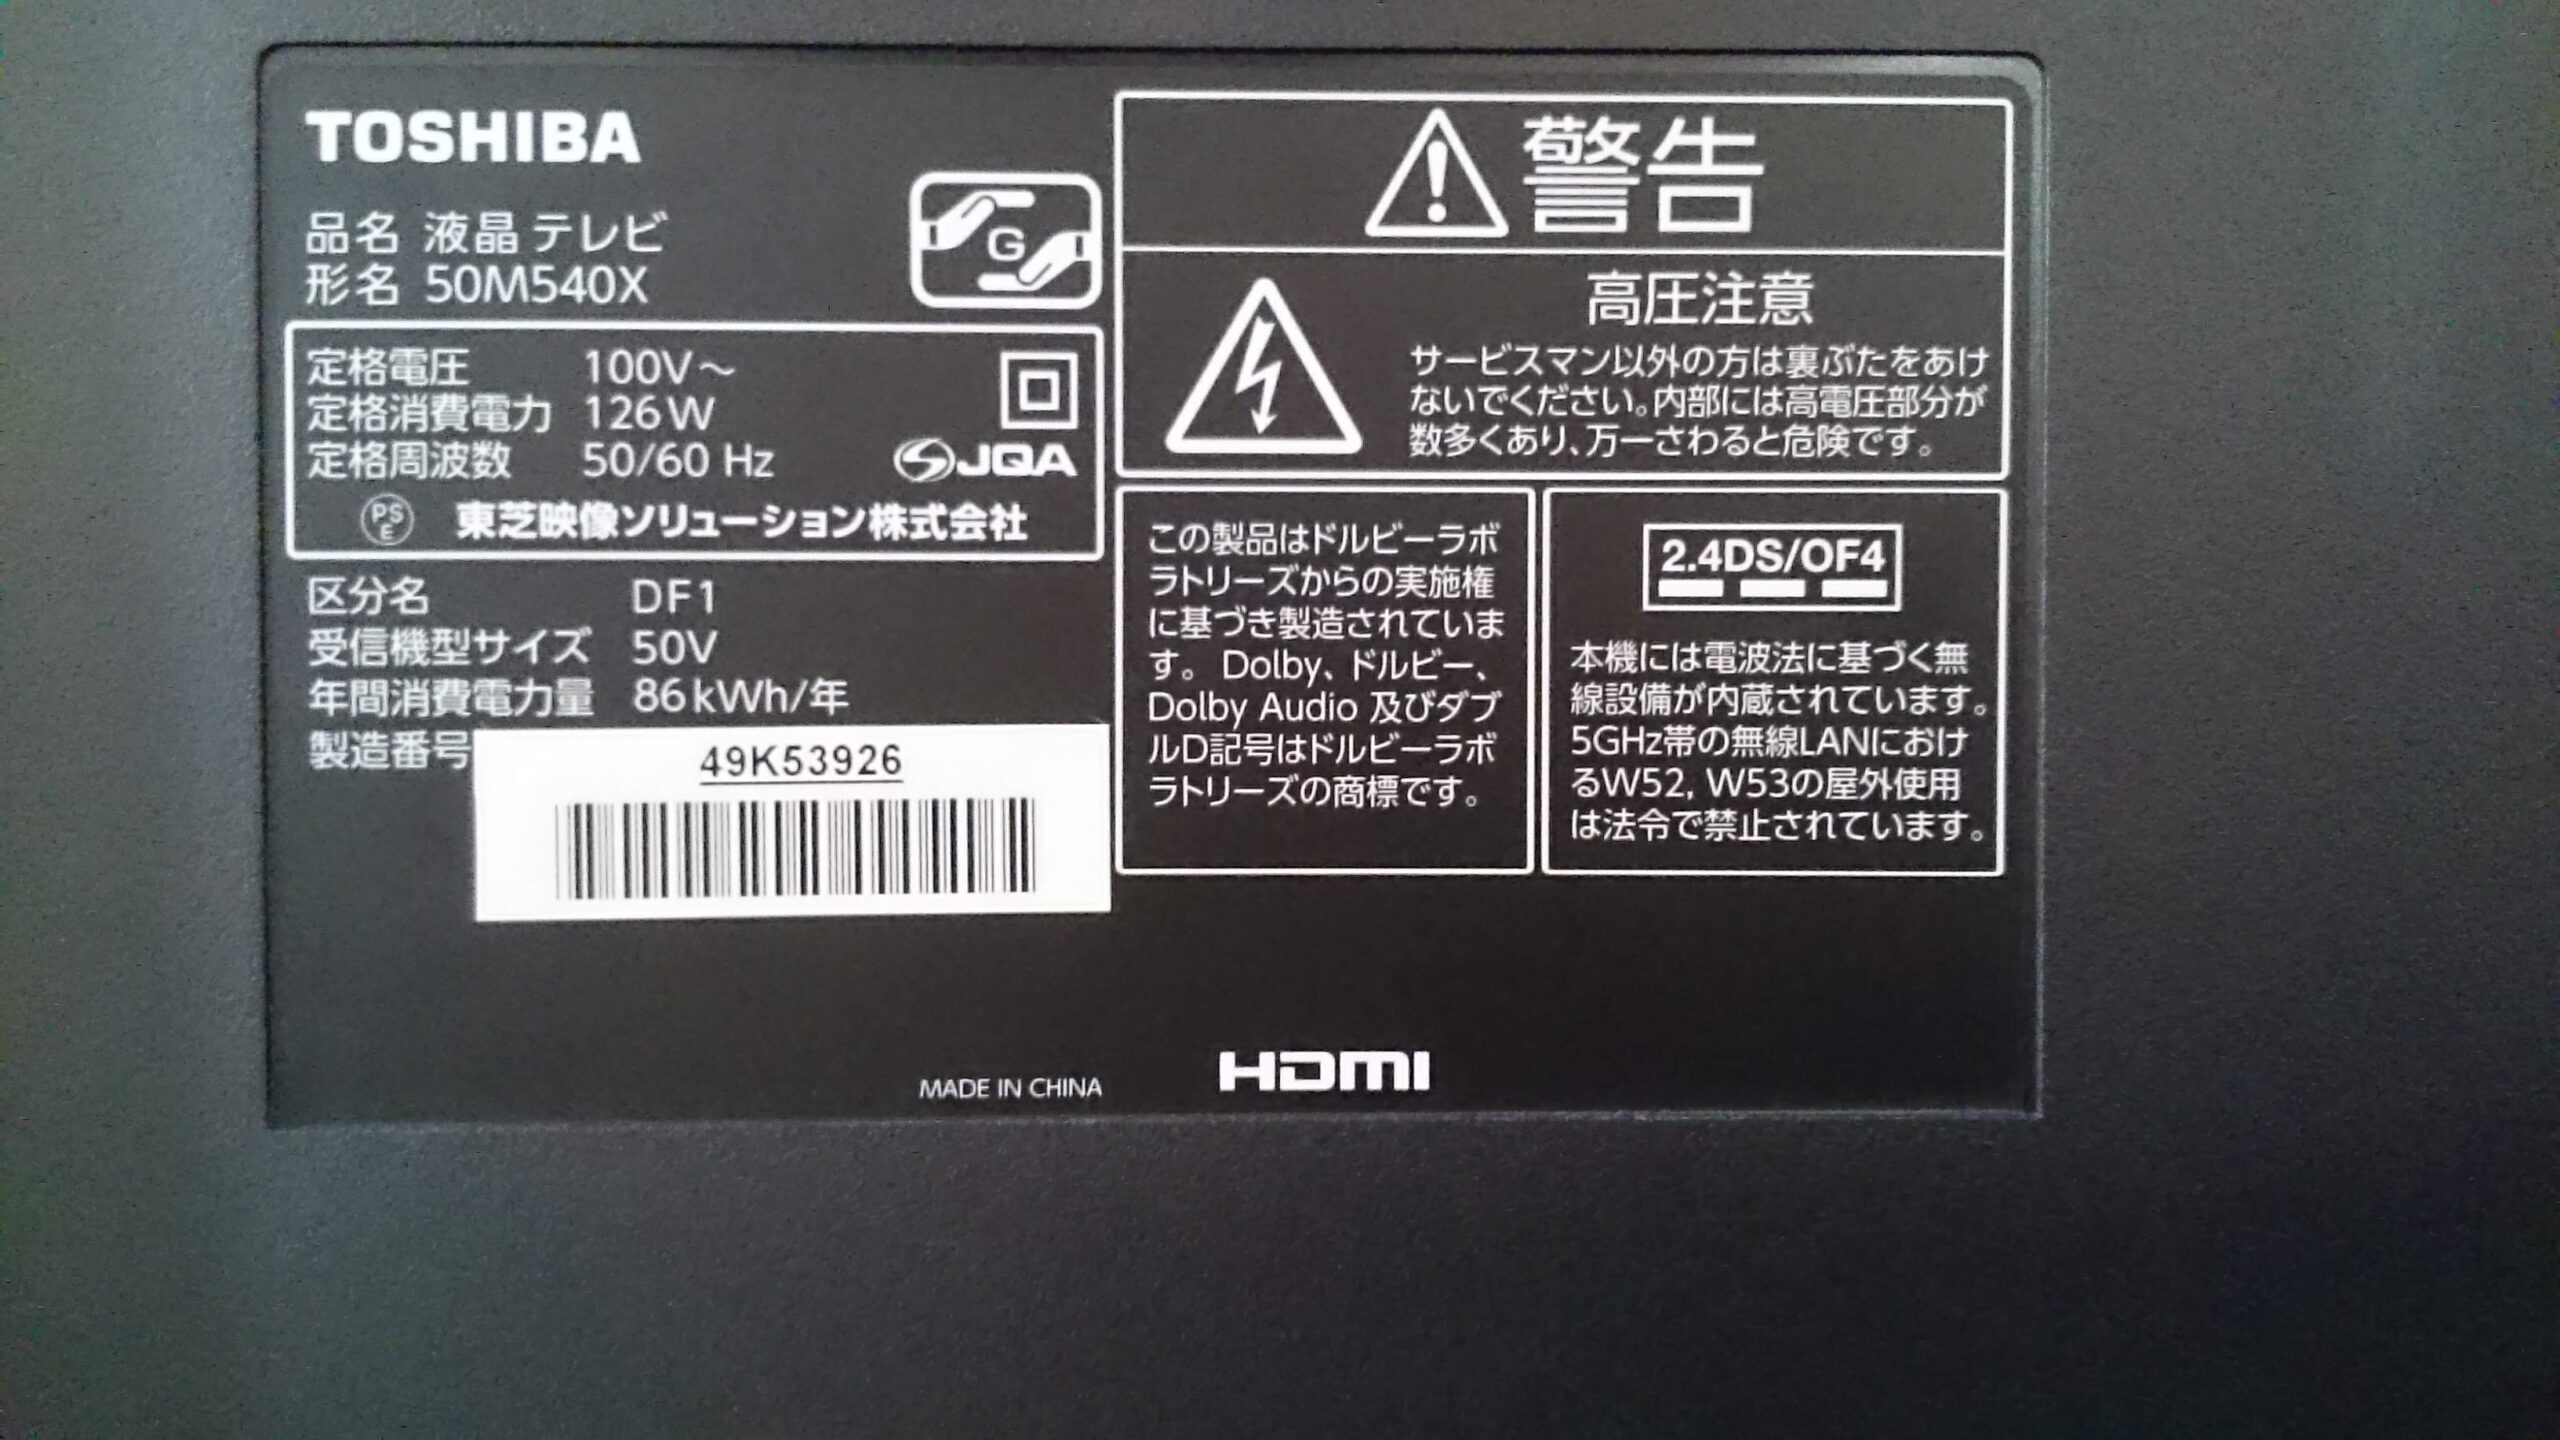 TOSHIBA
品名 液晶 テレビ
形名 50M540X
G
定格電圧 100V～
定格消費電力 126W
定格周波数 50/60 Hz
JQA
PS
E
東芝映像ソリューション株式会社
区分名 DF1
受信機型サイズ 50V
年間消費電力量 86kWh/年
製造番号
49K53926
MADE IN CHINA
警告
高圧注意
サービスマン以外の方は裏ぶたをあけ
ないでください。内部には高電圧部分が
数多くあり、万一さわると危険です。
この製品はドルビーラボ
ラトリーズからの実施権
に基づき製造されていま
す。 Dolby、ドルビー、
Dolby Audio 及びダブ
ルD記号はドルビーラボ
ラトリーズの商標です。
2.4DS/OF4
本機には電波法に基づく無
線設備が内蔵されています。
5GHz帯の無線LANにおけ
るW52, W53の屋外使用
は法令で禁止されています。
HDMI